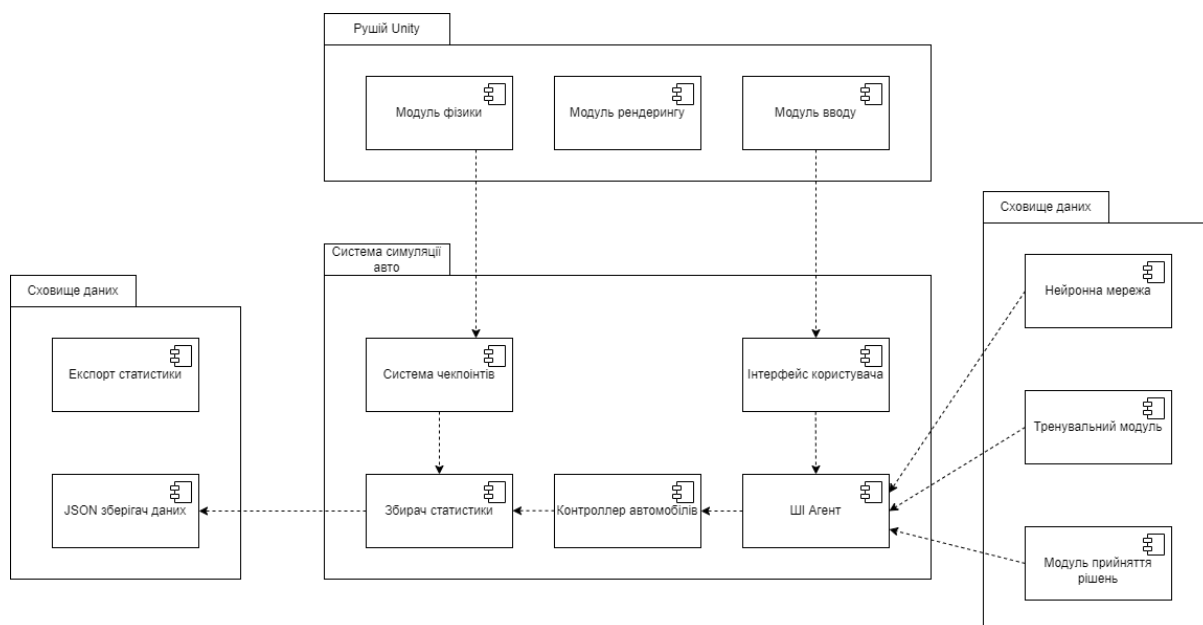 Рушій Unity
Модуль фізики
Модуль рендерингу
Модуль вводу
Система симуляції
авто
Система чекпоінтів
Інтерфейс користувача
Збирач статистики
Контроллер автомобілів
ШІ Агент
Сховище даних
Експорт статистики
JSON зберігач даних
Сховище даних
Нейронна мережа
Тренувальний модуль
Модуль прийняття
рішень